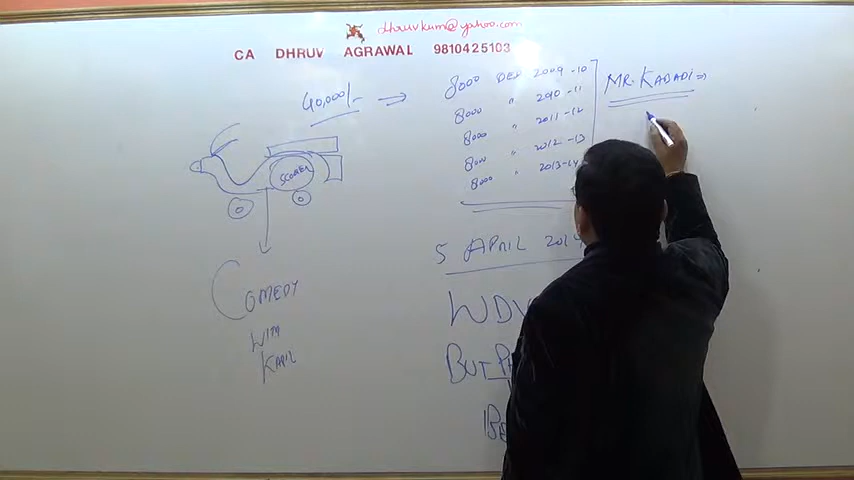 dhruvkum@yahoo.com
CA DHRUV AGRAWAL 9810425103
40,000/-
8000 DEP 2009-10
8000 " 2010-11
8000 " 2011-12
8000 " 2012-13
8000 " 2013-14
MR. KABADI
SCOOTER
5 APRIL
WDV
BUT
COMEDY
WITH
KAPIL